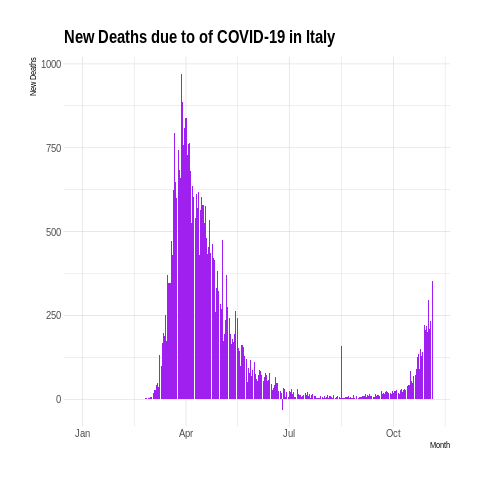 New Deaths due to of COVID-19 in Italy
New Deaths
1000
750
500
250
0
Jan
Apr
Jul
Oct
Month